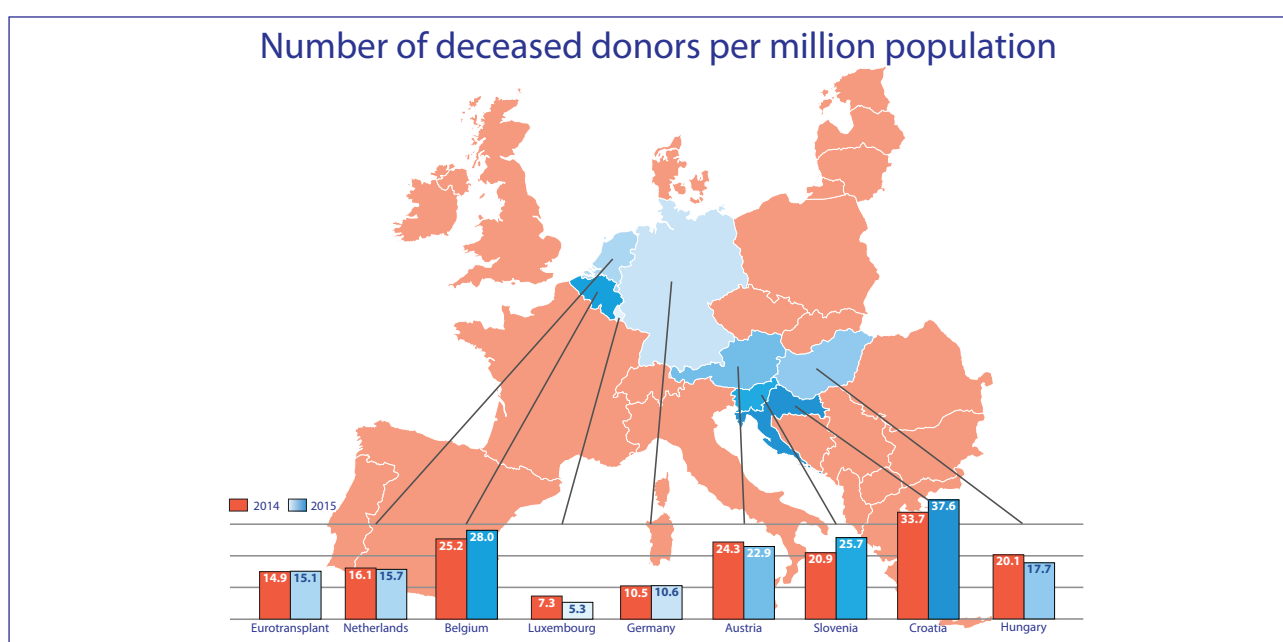 Number of deceased donors per million population
2014 2015
14.9 15.1 16.1 15.7 25.2 28.0 7.3 5.3 10.5 10.6 24.3 22.9 20.9 25.7 33.7 37.6 20.1 17.7
Eurotransplant Netherlands Belgium Luxembourg Germany Austria Slovenia Croatia Hungary